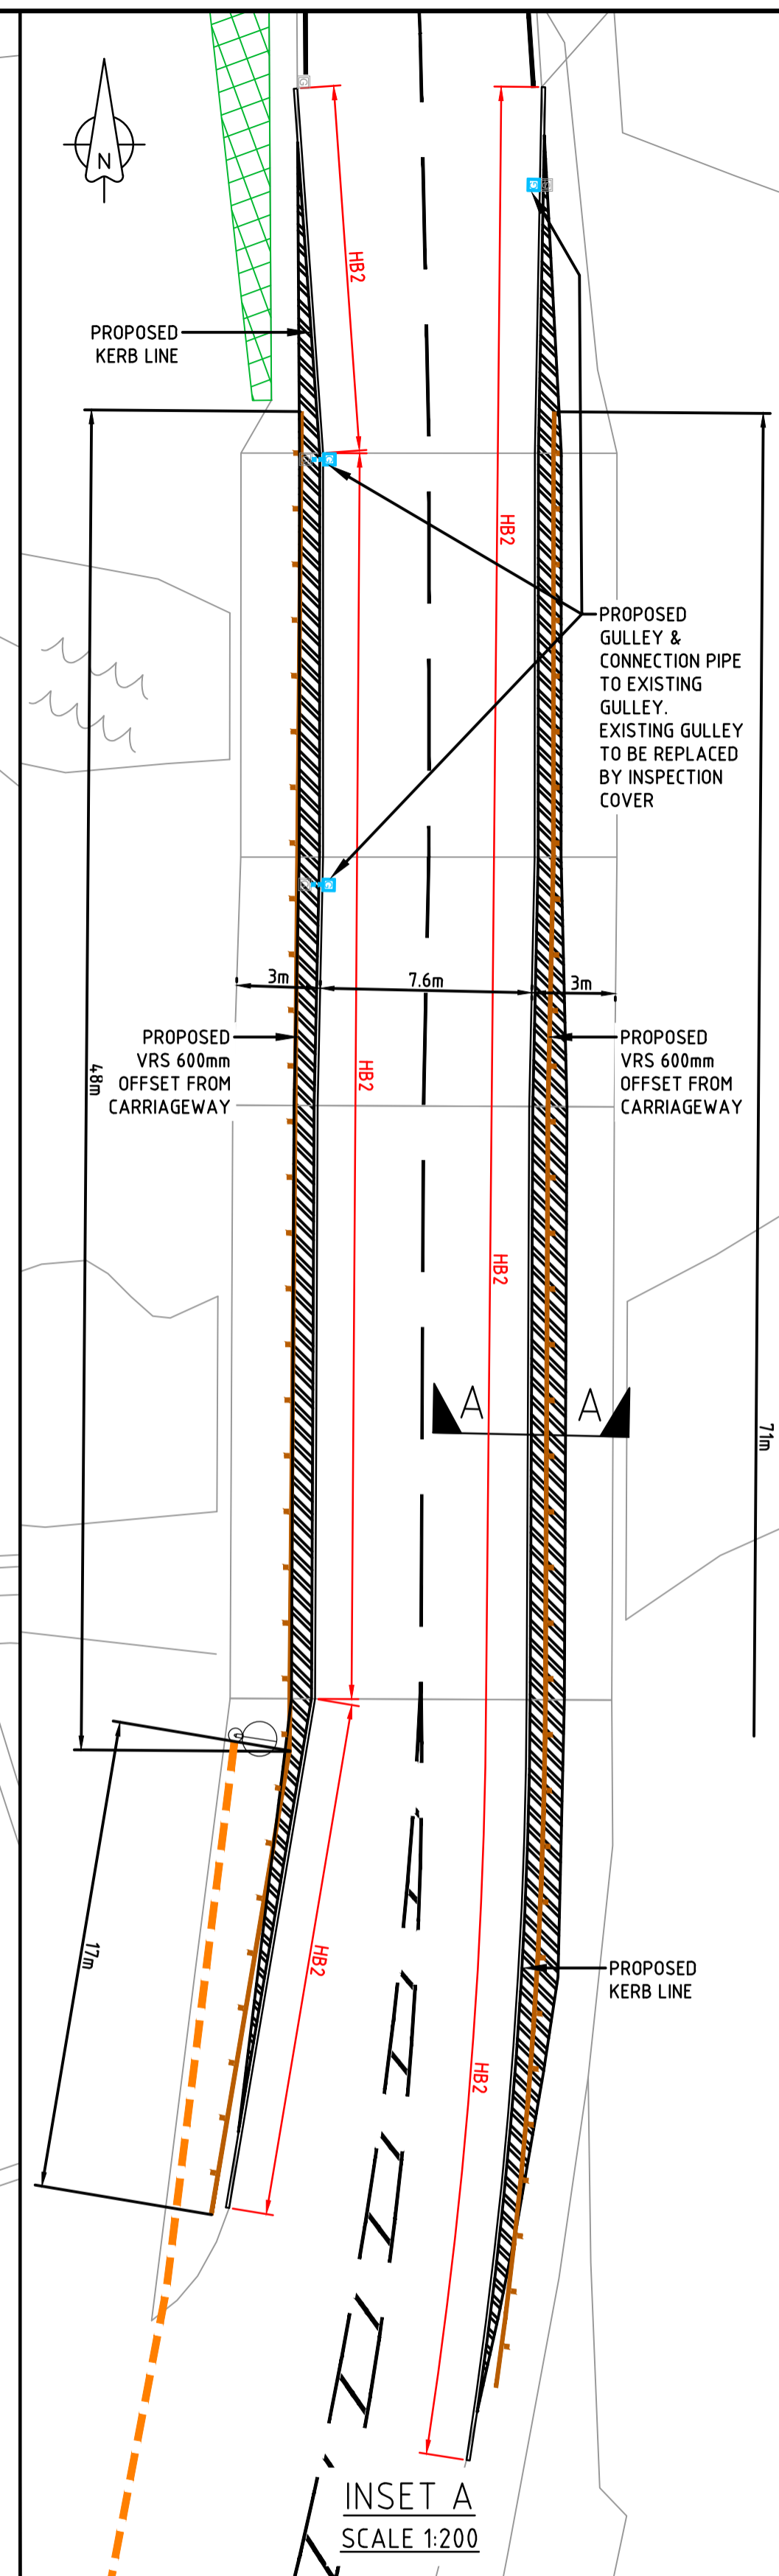 N
HB2
PROPOSED
KERB LINE
HB2
PROPOSED
GULLEY &
CONNECTION PIPE
TO EXISTING
GULLEY.
EXISTING GULLEY
TO BE REPLACED
BY INSPECTION
COVER
3m
7.6m
3m
PROPOSED
VRS 600mm
OFFSET FROM
CARRIAGEWAY
PROPOSED
VRS 600mm
OFFSET FROM
CARRIAGEWAY
48m
HB2
HB2
A
A
71m
17m
HB2
PROPOSED
KERB LINE
HB2
INSET A
SCALE 1:200